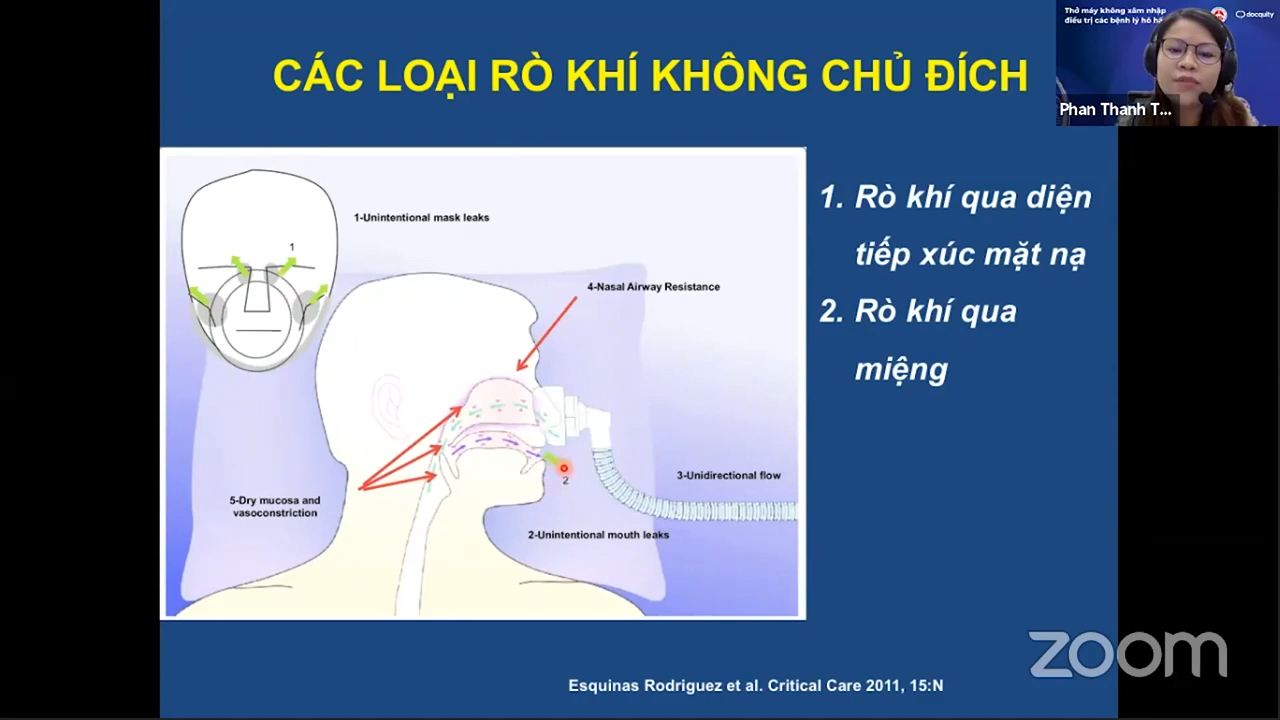 CÁC LOẠI RÒ KHÍ KHÔNG CHỦ ĐÍCH
Thở máy không xâm nhập
điều trị các bệnh lý hô
docquity
Phan Thanh T...
1-Unintentional mask leaks
1
4-Nasal Airway Resistance
3-Unidirectional flow
2
5-Dry mucosa and
vasoconstriction
2-Unintentional mouth leaks
1. Rò khí qua diện
tiếp xúc mặt nạ
2. Rò khí qua
miệng
Esquinas Rodriguez et al. Critical Care 2011, 15:N
zoom